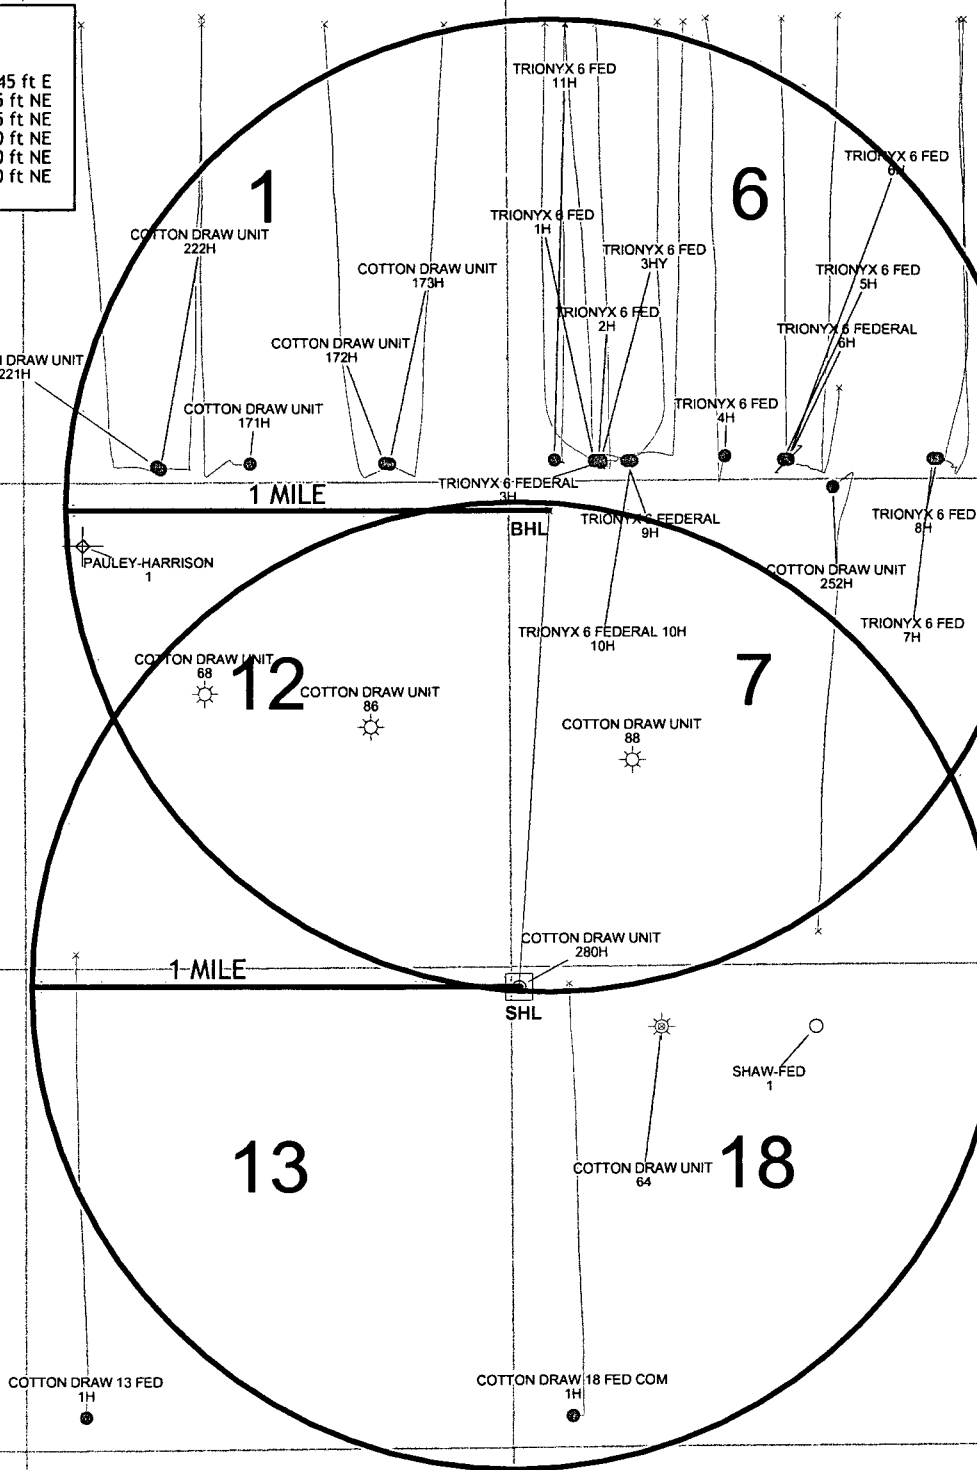 45 ft E
ft NE
ft NE
ft NE
ft NE
ft NE
TRIONYX 6 FED
11H
1
6
TRIONYX 6 FED
COTTON DRAW UNIT
222H
TRIONYX 6 FED
1H
TRIONYX 6 FED
3HY
COTTON DRAW UNIT
173H
TRIONYX 6 FED
5H
TRIONYX 6 FED
2H
TRIONYX 6 FEDERAL
6H
COTTON DRAW UNIT
172H
DRAW UNIT
221H
COTTON DRAW UNIT
171H
TRIONYX 6 FED
4H
TRIONYX 6 FEDERAL
3H
1 MILE
BHL
TRIONYX 6 FEDERAL
9H
TRIONYX 6 FED
8H
PAULEY-HARRISON
1
COTTON DRAW UNIT
252H
TRIONYX 6 FEDERAL 10H
10H
TRIONYX 6 FED
7H
COTTON DRAW UNIT
68
12
COTTON DRAW UNIT
86
7
COTTON DRAW UNIT
88
COTTON DRAW UNIT
280H
1 MILE
SHL
SHAW-FED
1
13
COTTON DRAW UNIT
64
18
COTTON DRAW 13 FED
1H
COTTON DRAW 18 FED COM
1H